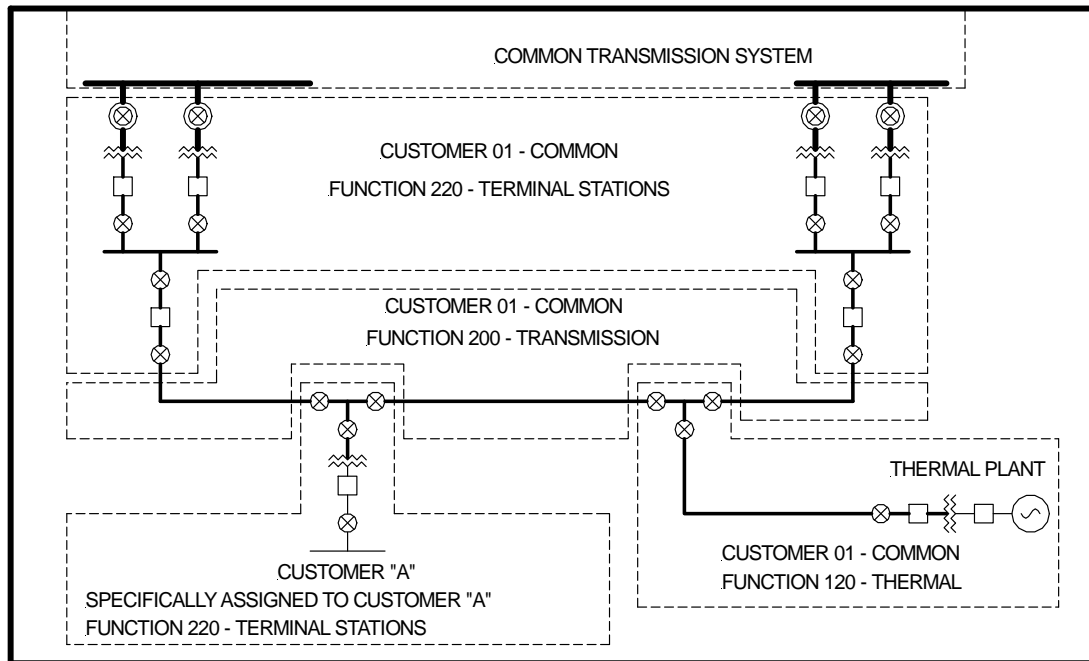 COMMON TRANSMISSION SYSTEM
CUSTOMER 01 - COMMON
FUNCTION 220 - TERMINAL STATIONS
CUSTOMER 01 - COMMON
FUNCTION 200 - TRANSMISSION
THERMAL PLANT
CUSTOMER 01 - COMMON
FUNCTION 120 - THERMAL
CUSTOMER "A"
SPECIFICALLY ASSIGNED TO CUSTOMER "A"
FUNCTION 220 - TERMINAL STATIONS